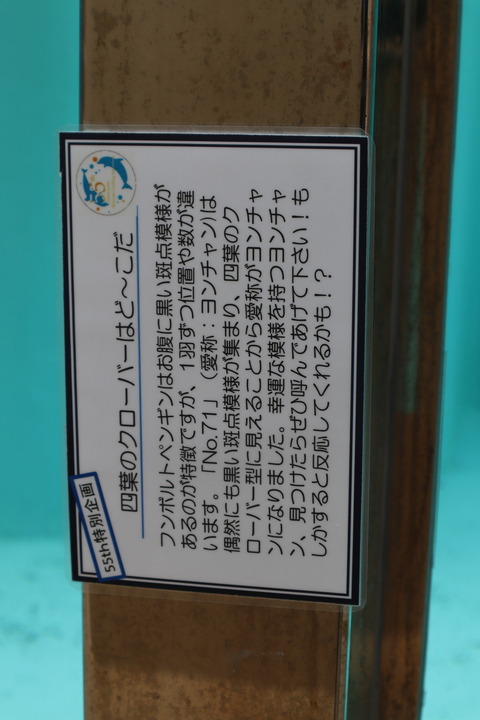 55th特別企画
四葉のクローバーはど〜こだ
フンボルトペンギンはお腹に黒い斑点模様が
あるのが特徴ですが、1羽ずつ位置や数が違
います。「No.71」（愛称：ヨンチャン)は
偶然にも黒い斑点模様が集まり、四葉のク
ローバー型に見えることから愛称がヨンチャ
ンになりました。幸運な模様を持つヨンチャ
ン、見つけたらぜひ呼んであげて下さい！も
しかすると反応してくれるかも！？